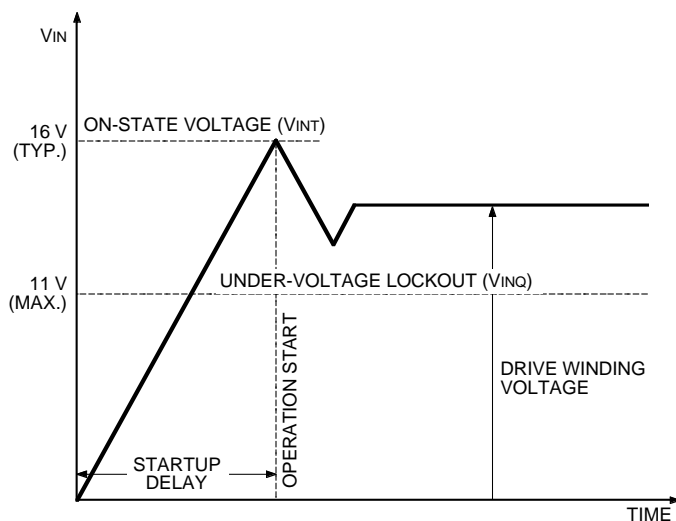 VIN
ON-STATE VOLTAGE (VINT)
16 V
(TYP.)
UNDER-VOLTAGE LOCKOUT (VINQ)
11 V
(MAX.)
OPERATION START
DRIVE WINDING
VOLTAGE
STARTUP
DELAY
TIME